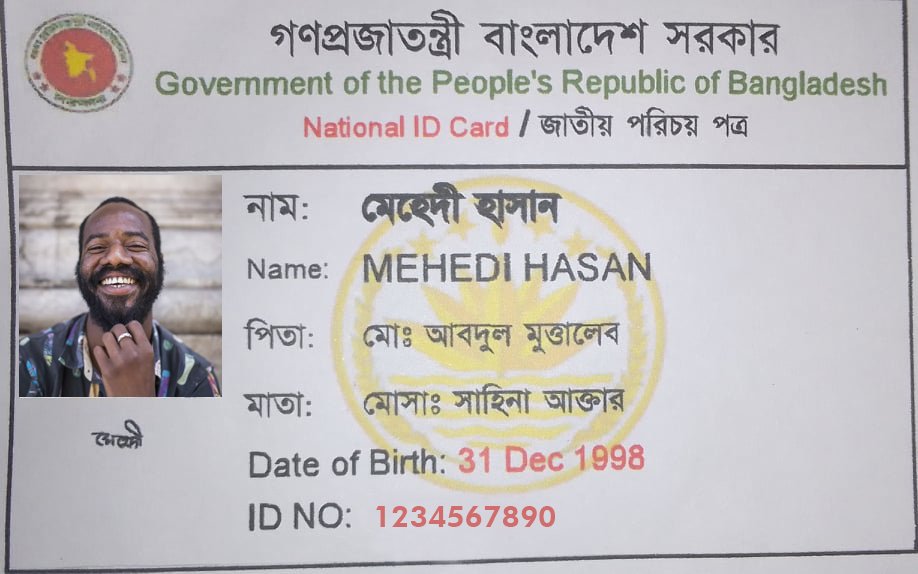 গণপ্রজাতন্ত্রী বাংলাদেশ সরকার
Government of the People's Republic of Bangladesh
National ID Card / জাতীয় পরিচয় পত্র
নাম: মেহেদী হাসান
Name: MEHEDI HASAN
পিতা: মোঃ আবদুল মুত্তালেব
মাতা: মোসাঃ সাহিনা আক্তার
মেহেদী
Date of Birth: 31 Dec 1998
ID NO: 1234567890